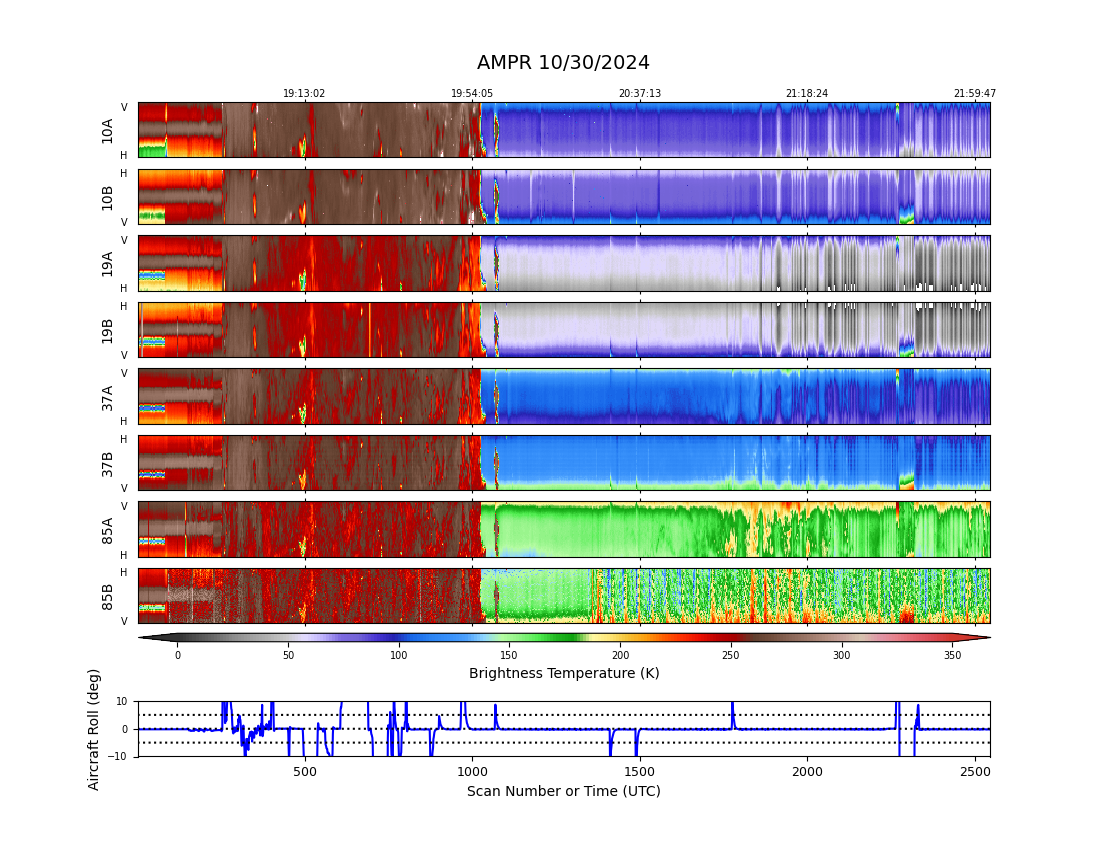 AMPR 10/30/2024
19:13:02 19:54:05 20:37:13 21:18:24 21:59:47
V
10A
H
H
10B
V
V
19A
H
H
19B
V
V
37A
H
H
37B
V
V
85A
H
H
85B
V
0 50 100 150 200 250 300 350
Brightness Temperature (K)
Aircraft Roll (deg)
10
0
−10
500 1000 1500 2000 2500
Scan Number or Time (UTC)